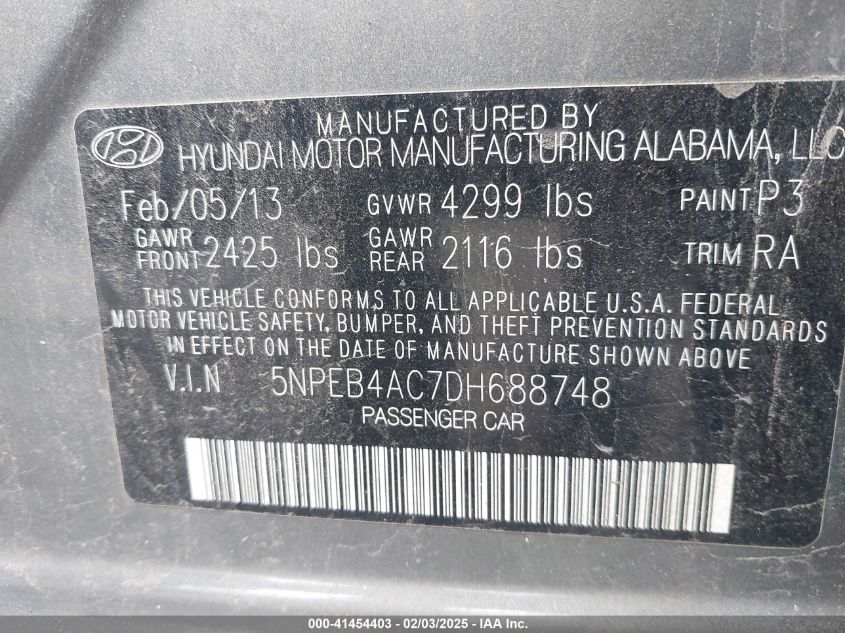 MANUFACTURED BY
HYUNDAI MOTOR MANUFACTURING ALABAMA, LLC
Feb/05/13 GVWR 4299 lbs PAINT P3
GAWR FRONT 2425 lbs GAWR REAR 2116 lbs TRIM RA
THIS VEHICLE CONFORMS TO ALL APPLICABLE U.S.A. FEDERAL
MOTOR VEHICLE SAFETY, BUMPER, AND THEFT PREVENTION STANDARDS
IN EFFECT ON THE DATE OF MANUFACTURE SHOWN ABOVE
V.I.N 5NPEB4AC7DH688748
PASSENGER CAR
000-41454403 - 02/03/2025 - IAA, Inc.